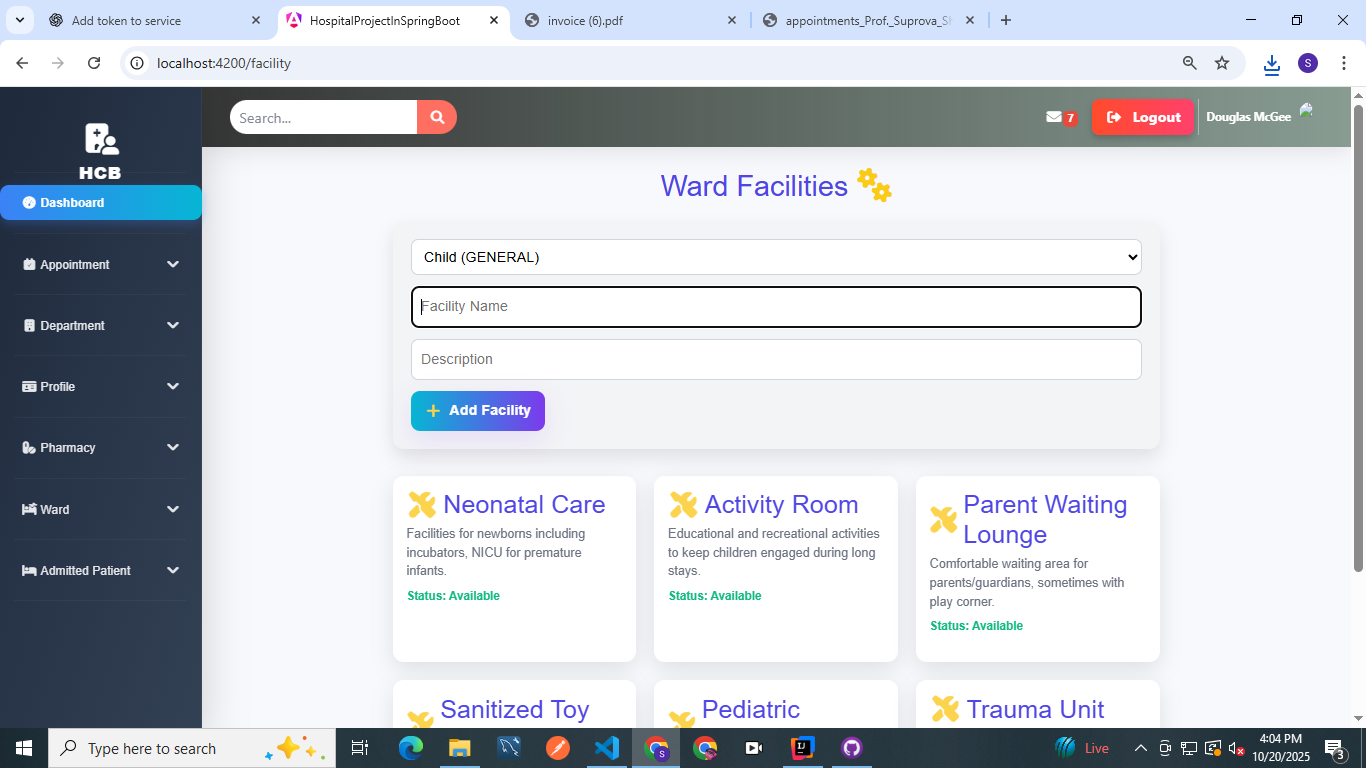 Add token to service
HospitalProjectInSpringBoot
invoice (6).pdf
appointments_Prof._Suprova_
localhost:4200/facility
S
HCB
Dashboard
Appointment
Department
Profile
Pharmacy
Ward
Admitted Patient
Search...
7
Logout
Douglas McGee
Ward Facilities
Child (GENERAL)
Facility Name
Description
Add Facility
Neonatal Care
Facilities for newborns including
incubators, NICU for premature
infants.
Status: Available
Activity Room
Educational and recreational activities
to keep children engaged during long
stays.
Status: Available
Parent Waiting
Lounge
Comfortable waiting area for
parents/guardians, sometimes with
play corner.
Status: Available
Sanitized Toy
Pediatric
Trauma Unit
Type here to search
S
Live
4:04 PM
10/20/2025
3